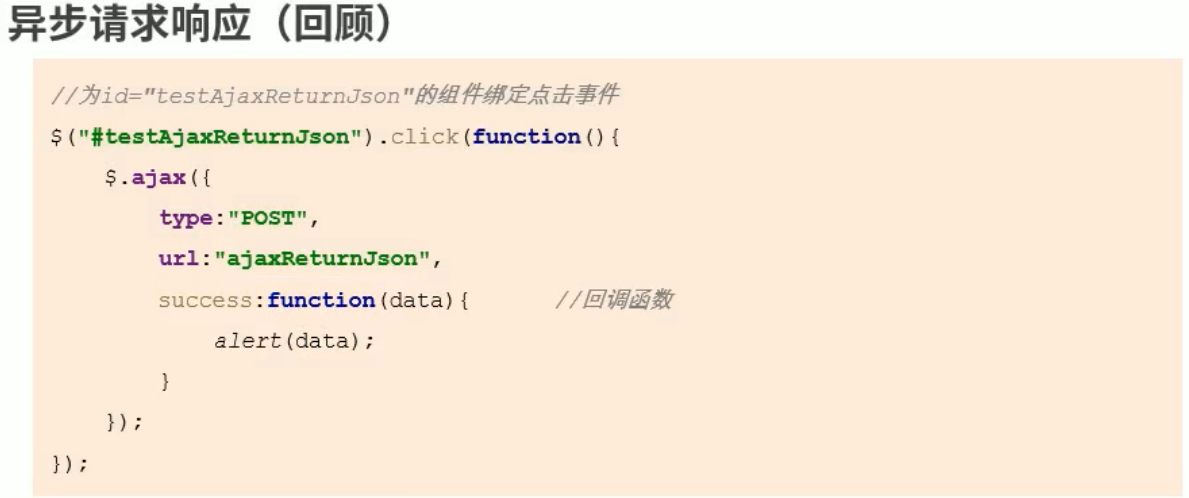 异步请求响应（回顾）
//为id="testAjaxReturnJson"的组件绑定点击事件
$("#testAjaxReturnJson").click(function(){
    $.ajax({
        type:"POST",
        url:"ajaxReturnJson",
        success:function(data){      //回调函数
            alert(data);
        }
    });
});